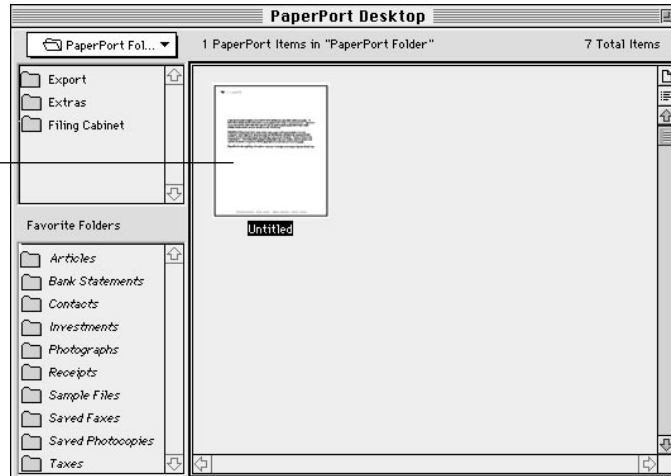 PaperPort Desktop
PaperPort Fol...
1 PaperPort Items in "PaperPort Folder"
7 Total Items
Export
Extras
Filing Cabinet
Untitled
Favorite Folders
Articles
Bank Statements
Contacts
Investments
Photographs
Receipts
Sample Files
Saved Faxes
Saved Photocopies
Taxes